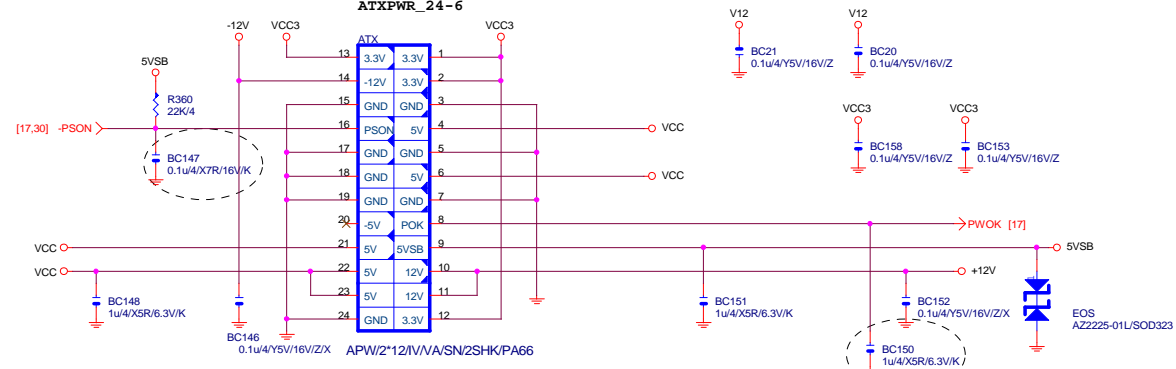 ATXPWR_24-6
-12V VCC3 VCC3 V12 V12
ATX
5VSB
BC21
0.1u/4/Y5V/16V/Z
BC20
0.1u/4/Y5V/16V/Z
13 3.3V 3.3V 1
14 -12V 3.3V 2
R360
22K/4
15 GND GND 3
VCC3 VCC3
[17,30] -PSON 16 PSON 5V 4 VCC
BC147
0.1u/4/X7R/16V/K
17 GND GND 5
BC158
0.1u/4/Y5V/16V/Z
BC153
0.1u/4/Y5V/16V/Z
18 GND 5V 6 VCC
19 GND GND 7
20 -5V POK 8 PWOK [17]
VCC 21 5V 5VSB 9 5VSB
VCC 22 5V 12V 10 +12V
23 5V 12V 11
24 GND 3.3V 12
BC148
1u/4/X5R/6.3V/K
BC151
1u/4/X5R/6.3V/K
BC152
0.1u/4/Y5V/16V/Z/X
EOS
AZ2225-01L/SOD323
BC146
0.1u/4/Y5V/16V/Z/X
APW/2*12/IV/VA/SN/2SHK/PA66
BC150
1u/4/X5R/6.3V/K